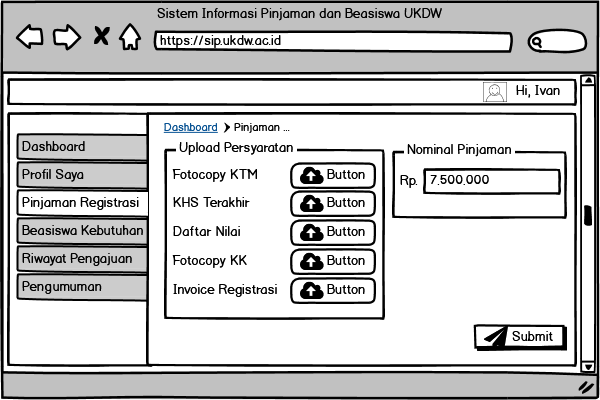 Sistem Informasi Pinjaman dan Beasiswa UKDW
https://sip.ukdw.ac.id
Hi, Ivan
Dashboard
Profil Saya
Pinjaman Registrasi
Beasiswa Kebutuhan
Riwayat Pengajuan
Pengumuman
Dashboard Pinjaman ...
Upload Persyaratan
Fotocopy KTM Button
KHS Terakhir Button
Daftar Nilai Button
Fotocopy KK Button
Invoice Registrasi Button
Nominal Pinjaman
Rp. 7,500,000
Submit